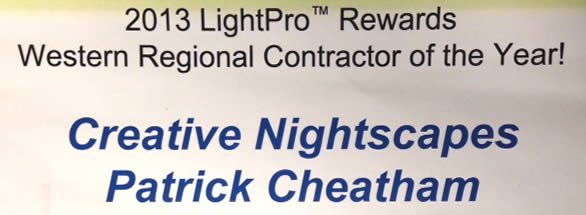 2013 LightPro™ Rewards
Western Regional Contractor of the Year!
Creative Nightscapes
Patrick Cheatham